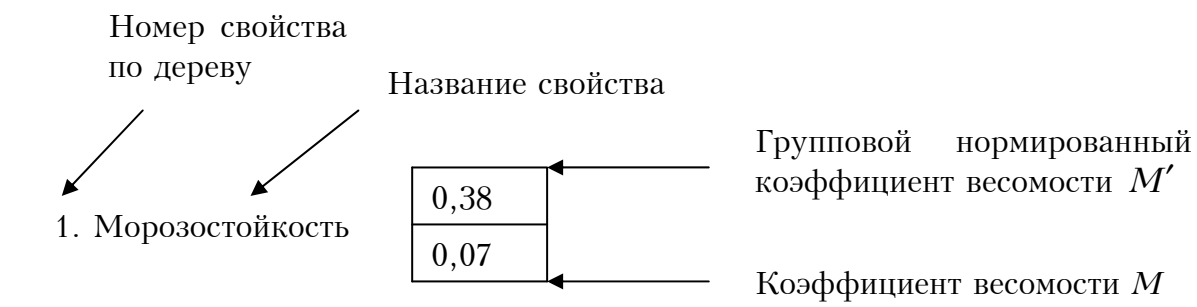 Номер свойства
по дереву
Название свойства
Групповой нормированный
коэффициент весомости M′
1. Морозостойкость
0,38
0,07
Коэффициент весомости M